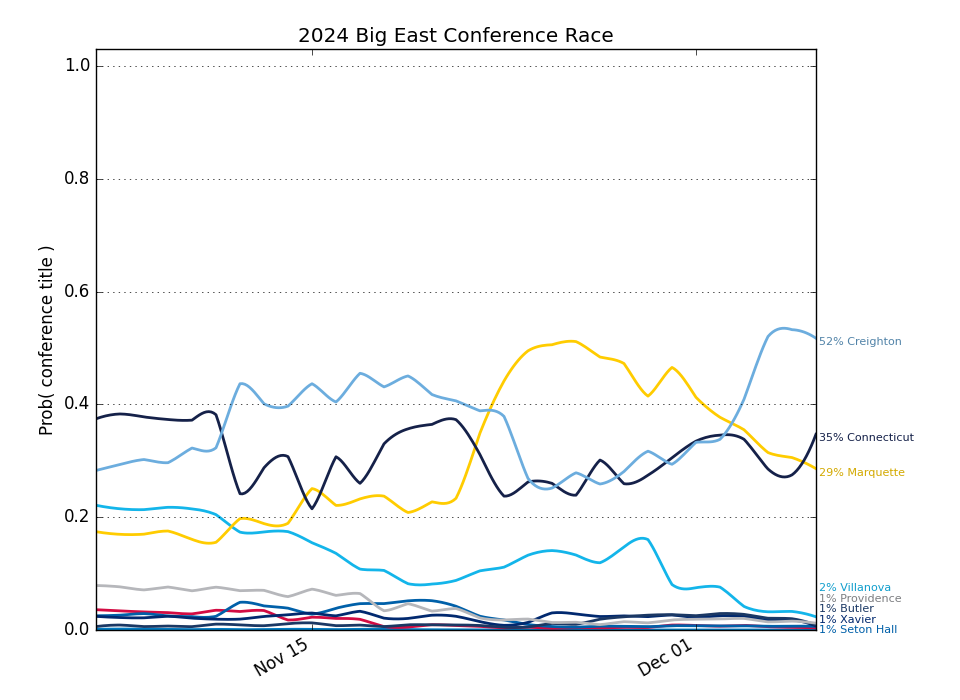 2024 Big East Conference Race
Prob( conference title )
1.0
0.8
0.6
0.4
0.2
0.0
Nov 15
Dec 01
52% Creighton
35% Connecticut
29% Marquette
2% Villanova
1% Providence
1% Butler
1% Xavier
1% Seton Hall